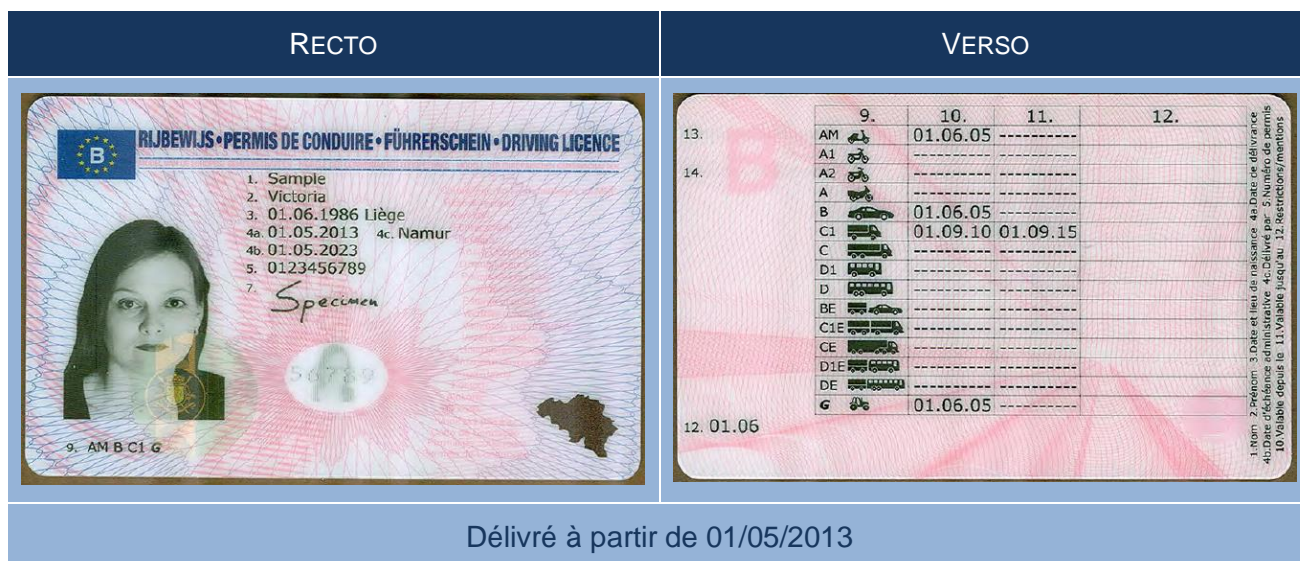 RECTO
VERSO
B
RIJBEWIJS•PERMIS DE CONDUIRE•FÜHRERSCHEIN•DRIVING LICENCE
1. Sample
2. Victoria
3. 01.06.1986 Liège
4a. 01.05.2013 4c. Namur
4b. 01.05.2023
5. 0123456789
7. Specimen
56789
9. AM B C1 G
9. 10. 11. 12.
13.
14.
B
AM 01.06.05 ----------
A1 ---------- ----------
A2 ---------- ----------
A ---------- ----------
B 01.06.05 ----------
C1 01.09.10 01.09.15
C ---------- ----------
D1 ---------- ----------
D ---------- ----------
BE ---------- ----------
C1E ---------- ----------
CE ---------- ----------
D1E ---------- ----------
DE ---------- ----------
G 01.06.05 ----------
12. 01.06
1.Nom 2.Prénom 3.Date et lieu de naissance 4a.Date de délivrance
4b.Date d'échéence administrative 4c.Délivré par 5.Numéro de permis
10.Valable depuis le 11.Valable jusqu'au 12.Restrictions/mentions
Délivré à partir de 01/05/2013